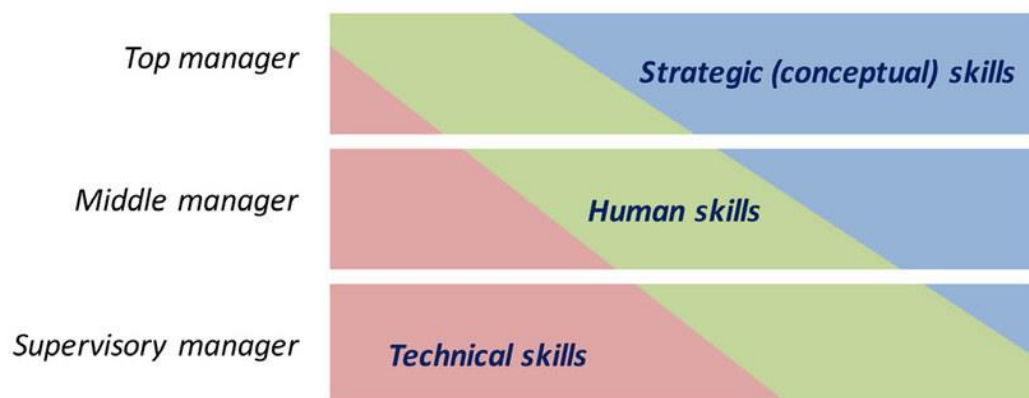 Top manager
Strategic (conceptual) skills
Middle manager
Human skills
Supervisory manager
Technical skills